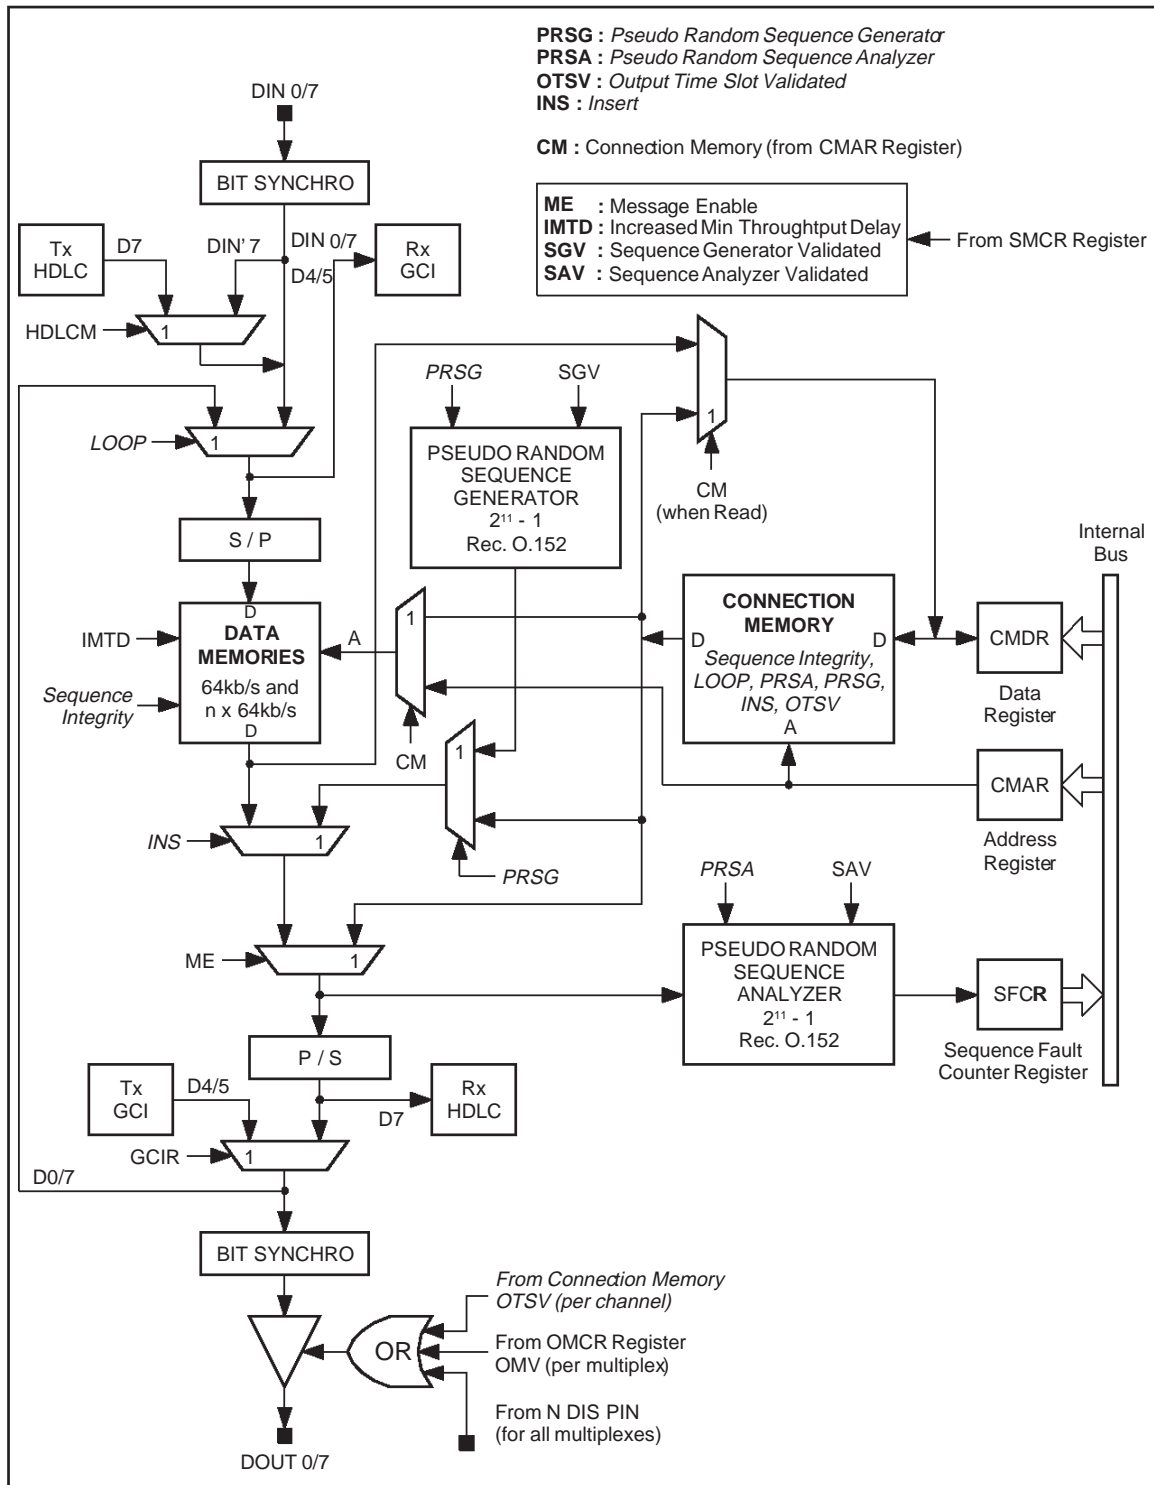 PRSG : Pseudo Random Sequence Generator
PRSA : Pseudo Random Sequence Analyzer
OTSV : Output Time Slot Validated
INS : Insert
CM : Connection Memory (from CMAR Register)
ME : Message Enable
IMTD : Increased Min Throughtput Delay
SGV : Sequence Generator Validated
SAV : Sequence Analyzer Validated
From SMCR Register
DIN 0/7
BIT SYNCHRO
Tx
HDLC
D7
DIN' 7
DIN 0/7
D4/5
Rx
GCI
HDLCM
1
LOOP
1
PRSG
SGV
PSEUDO RANDOM
SEQUENCE
GENERATOR
2¹¹ - 1
Rec. O.152
1
CM
(when Read)
S / P
Internal
Bus
D
DATA
MEMORIES
64kb/s and
n x 64kb/s
D
IMTD
Sequence
Integrity
A
1
CM
CONNECTION
MEMORY
D
D
Sequence Integrity,
LOOP, PRSA, PRSG,
INS, OTSV
A
CMDR
Data
Register
CMAR
Address
Register
1
PRSG
INS
1
ME
1
PRSA
SAV
PSEUDO RANDOM
SEQUENCE
ANALYZER
2¹¹ - 1
Rec. O.152
SFCR
Sequence Fault
Counter Register
P / S
Tx
GCI
D4/5
D7
Rx
HDLC
GCIR
1
D0/7
BIT SYNCHRO
OR
From Connection Memory
OTSV (per channel)
From OMCR Register
OMV (per multiplex)
From N DIS PIN
(for all multiplexes)
DOUT 0/7